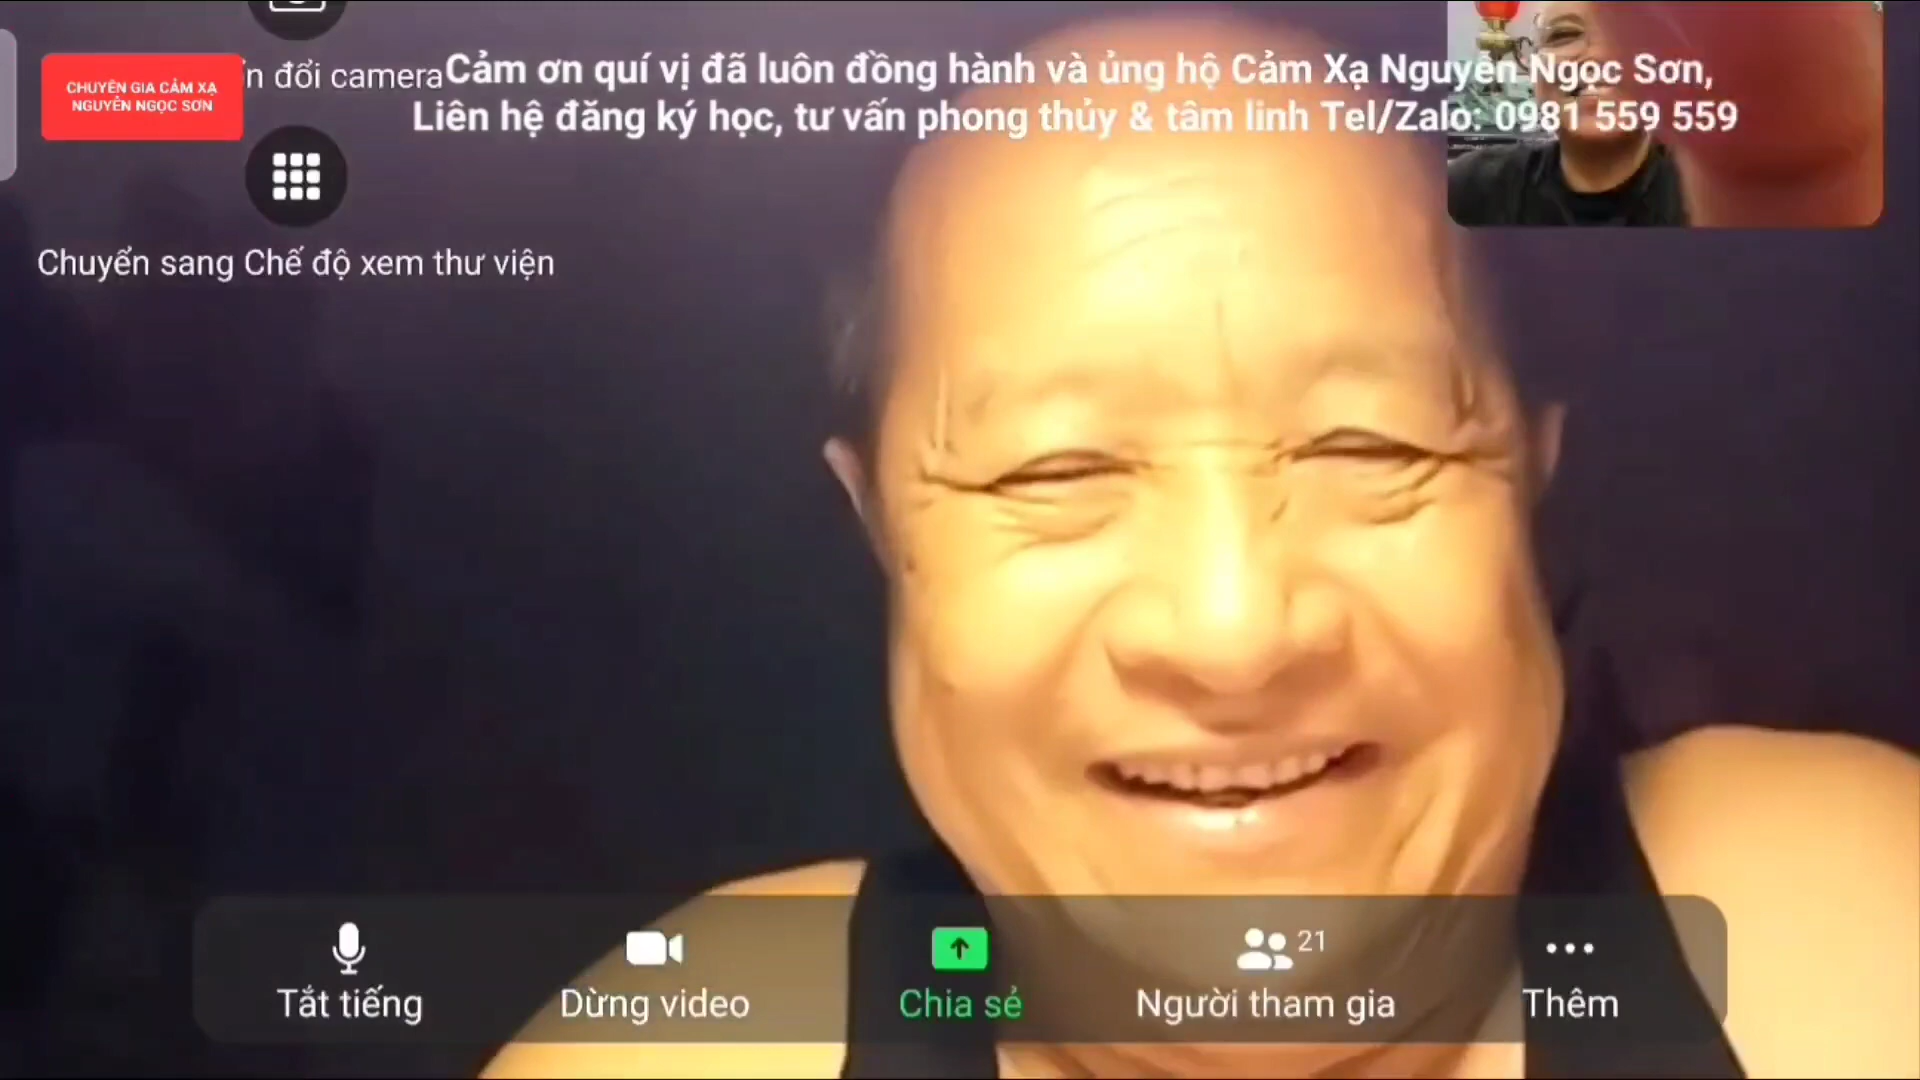 CHUYÊN GIA CẢM XẠ
NGUYỄN NGỌC SƠN
n đổi camera
Cảm ơn quí vị đã luôn đồng hành và ủng hộ Cảm Xạ Nguyễn Ngọc Sơn,
Liên hệ đăng ký học, tư vấn phong thủy & tâm linh Tel/Zalo: 0981 559 559
Chuyển sang Chế độ xem thư viện
21
Tắt tiếng
Dừng video
Chia sẻ
Người tham gia
Thêm